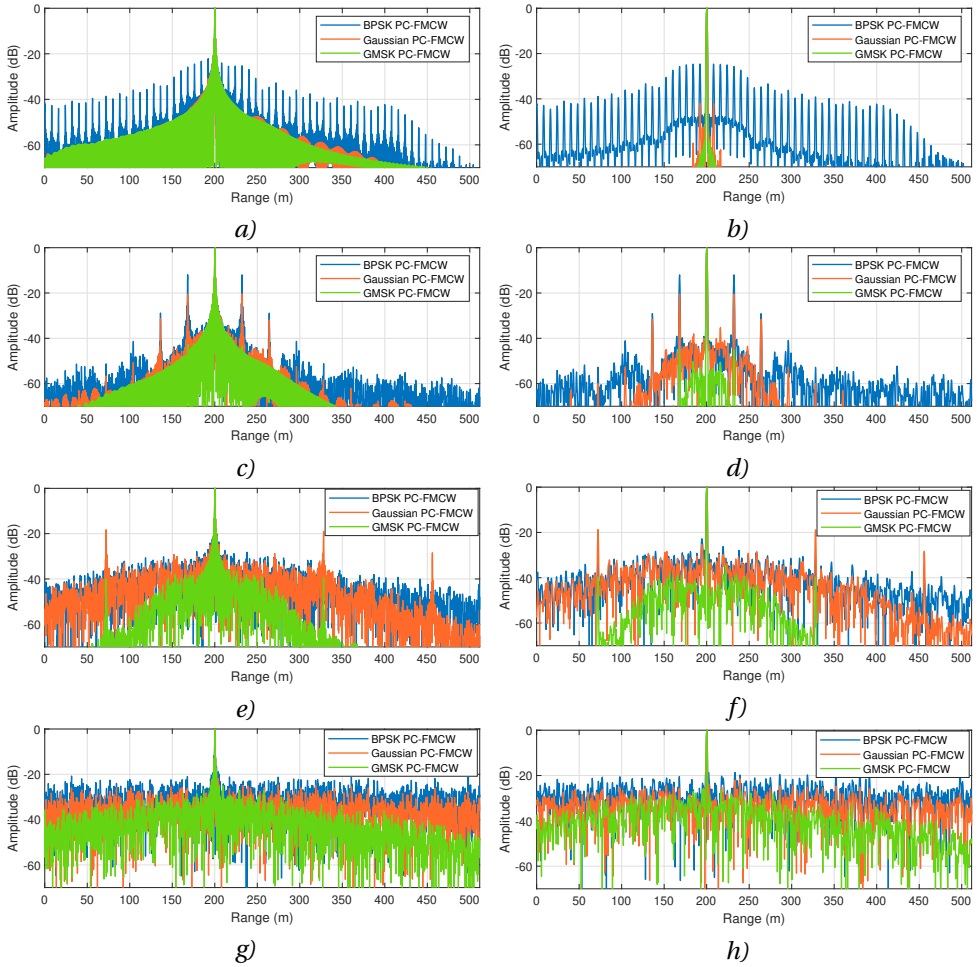 BPSK PC-FMCW
Gaussian PC-FMCW
GMSK PC-FMCW
Amplitude (dB)
0
-20
-40
-60
0 50 100 150 200 250 300 350 400 450 500
Range (m)
a)
BPSK PC-FMCW
Gaussian PC-FMCW
GMSK PC-FMCW
Amplitude (dB)
0
-20
-40
-60
0 50 100 150 200 250 300 350 400 450 500
Range (m)
b)
BPSK PC-FMCW
Gaussian PC-FMCW
GMSK PC-FMCW
Amplitude (dB)
0
-20
-40
-60
0 50 100 150 200 250 300 350 400 450 500
Range (m)
c)
BPSK PC-FMCW
Gaussian PC-FMCW
GMSK PC-FMCW
Amplitude (dB)
0
-20
-40
-60
0 50 100 150 200 250 300 350 400 450 500
Range (m)
d)
BPSK PC-FMCW
Gaussian PC-FMCW
GMSK PC-FMCW
Amplitude (dB)
0
-20
-40
-60
0 50 100 150 200 250 300 350 400 450 500
Range (m)
e)
BPSK PC-FMCW
Gaussian PC-FMCW
GMSK PC-FMCW
Amplitude (dB)
0
-20
-40
-60
0 50 100 150 200 250 300 350 400 450 500
Range (m)
f)
BPSK PC-FMCW
Gaussian PC-FMCW
GMSK PC-FMCW
Amplitude (dB)
0
-20
-40
-60
0 50 100 150 200 250 300 350 400 450 500
Range (m)
g)
BPSK PC-FMCW
Gaussian PC-FMCW
GMSK PC-FMCW
Amplitude (dB)
0
-20
-40
-60
0 50 100 150 200 250 300 350 400 450 500
Range (m)
h)